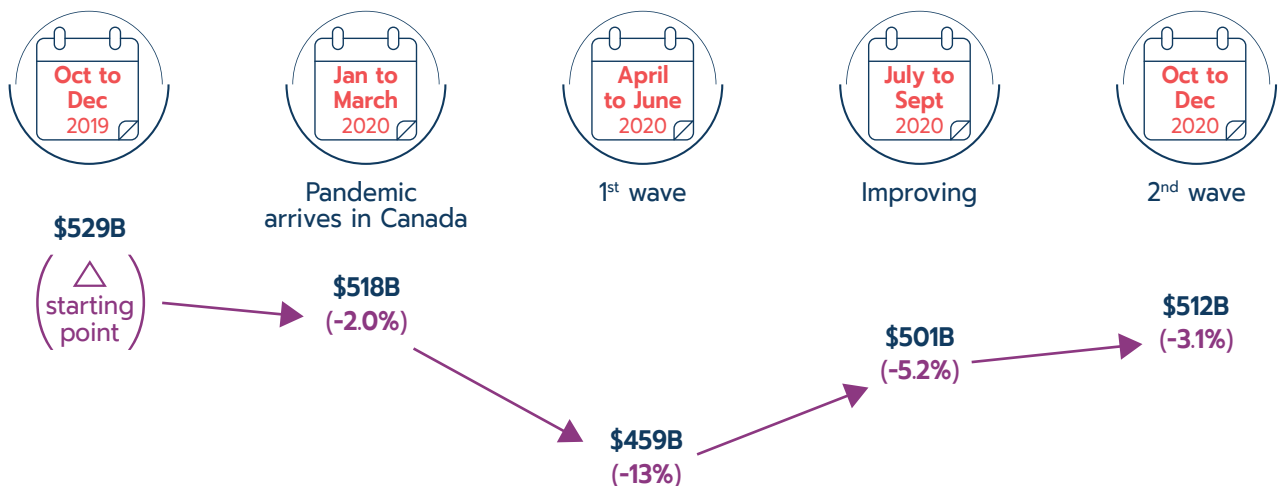 Oct to
Dec
2019
Jan to
March
2020
April
to June
2020
July to
Sept
2020
Oct to
Dec
2020
Pandemic
arrives in Canada
1st wave
Improving
2nd wave
$529B
(△
starting
point)
$518B
(-2.0%)
$459B
(-13%)
$501B
(-5.2%)
$512B
(-3.1%)